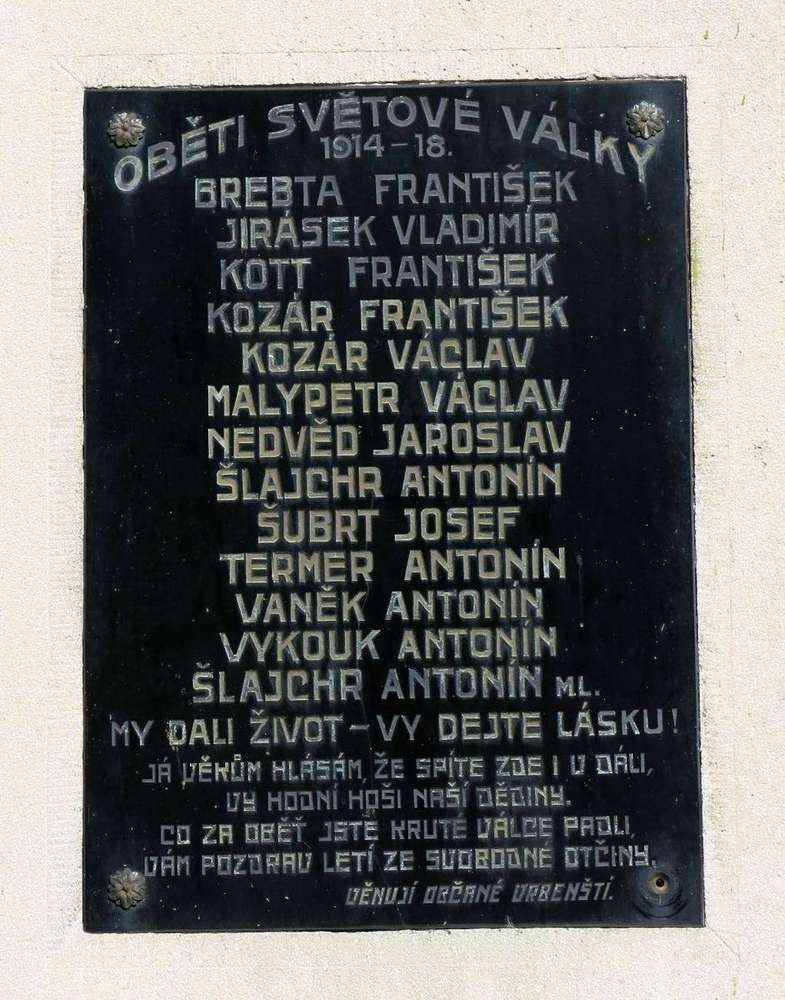 OBĚTI SVĚTOVÉ VÁLKY
1914 – 18.
BREBTA FRANTIŠEK
JIRÁSEK VLADIMÍR
KOTT FRANTIŠEK
KOZÁR FRANTIŠEK
KOZÁR VÁCLAV
MALYPETR VÁCLAV
NEDVĚD JAROSLAV
ŠLAJCHR ANTONÍN
ŠUBRT JOSEF
TERMER ANTONÍN
VANĚK ANTONÍN
VYKOUK ANTONÍN
ŠLAJCHR ANTONÍN ML.
MY DALI ŽIVOT – VY DEJTE LÁSKU!
JÁ VĚKŮM HLÁSÁM, ŽE SPÍTE ZDE I V DÁLI,
VY HODNÍ HOŠI NAŠÍ DĚDINY.
CO ZA OBĚŤ JSTE KRUTÉ VÁLCE PADLI,
VÁM POZDRAV LETÍ ZE SVOBODNÉ OTČINY.
VĚNUJÍ OBČANÉ VRBENŠTÍ.